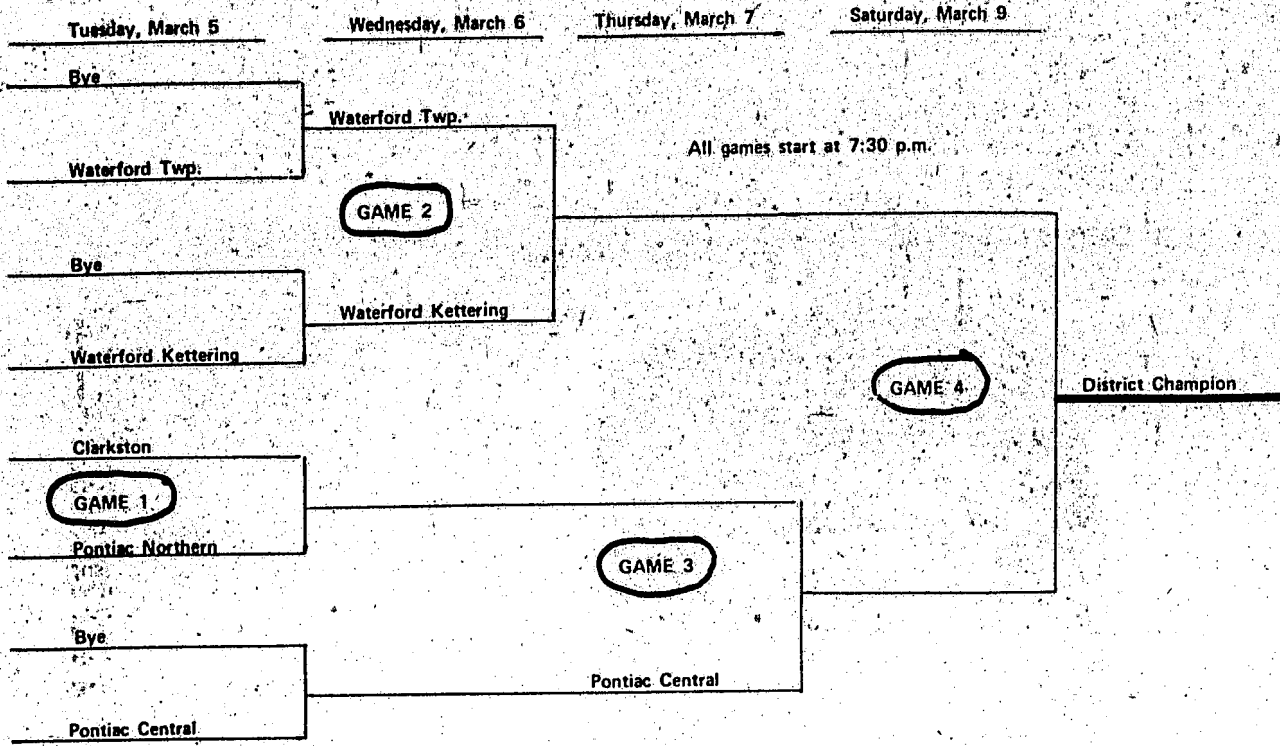 Tuesday, March 5
Wednesday, March 6
Thursday, March 7
Saturday, March 9
Bye
Waterford Twp.
All games start at 7:30 p.m.
Waterford Twp.
GAME 2
Bye
Waterford Kettering
Waterford Kettering
GAME 4
District Champion
Clarkston
GAME 1
Pontiac Northern
GAME 3
Bye
Pontiac Central
Pontiac Central